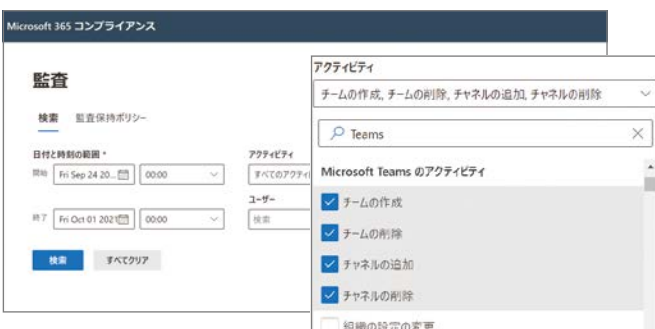 Microsoft 365 コンプライアンス
監査
検索 監査保持ポリシー
日付と時刻の範囲 *
開始 Fri Sep 24 20... 00:00
終了 Fri Oct 01 2021 00:00
検索 すべてクリア
アクティビティ
すべてのアクティ
ユーザー
検索
アクティビティ
チームの作成, チームの削除, チャネルの追加, チャネルの削除
Teams
Microsoft Teams のアクティビティ
チームの作成
チームの削除
チャネルの追加
チャネルの削除
組織の設定の変更